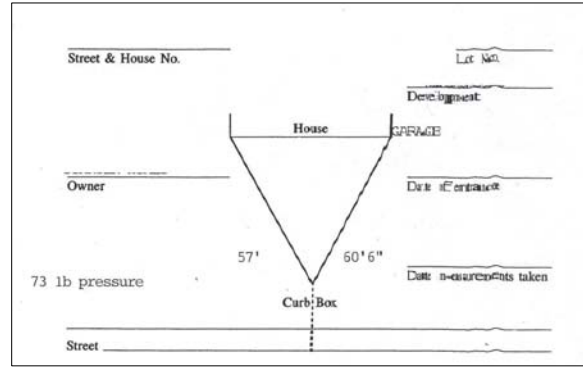 Street & House No.
Lot No.
Development
House
GARAGE
Owner
Date of entrance
57'
60'6"
73 lb pressure
Date measurements taken
Curb Box
Street